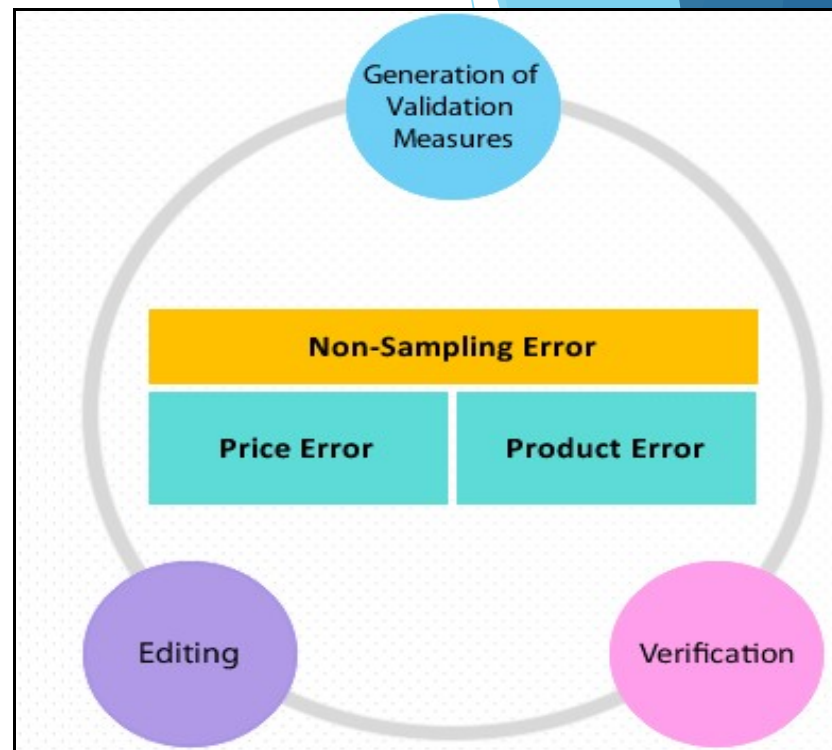 Generation of
Validation
Measures
Non-Sampling Error
Price Error
Product Error
Editing
Verification